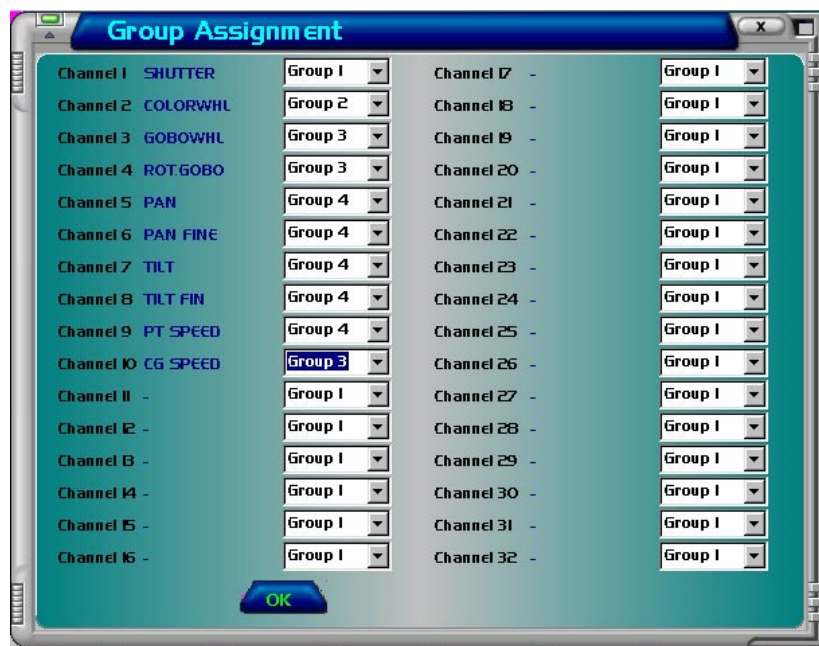 Group Assignment
X
Channel 1 SHUTTER Group 1 Channel 17 - Group 1
Channel 2 COLORWHL Group 2 Channel 18 - Group 1
Channel 3 GOBOWHL Group 3 Channel 19 - Group 1
Channel 4 ROT.GOBO Group 3 Channel 20 - Group 1
Channel 5 PAN Group 4 Channel 21 - Group 1
Channel 6 PAN FINE Group 4 Channel 22 - Group 1
Channel 7 TILT Group 4 Channel 23 - Group 1
Channel 8 TILT FIN Group 4 Channel 24 - Group 1
Channel 9 PT SPEED Group 4 Channel 25 - Group 1
Channel 10 CG SPEED Group 3 Channel 26 - Group 1
Channel 11 - Group 1 Channel 27 - Group 1
Channel 12 - Group 1 Channel 28 - Group 1
Channel 13 - Group 1 Channel 29 - Group 1
Channel 14 - Group 1 Channel 30 - Group 1
Channel 15 - Group 1 Channel 31 - Group 1
Channel 16 - Group 1 Channel 32 - Group 1
OK